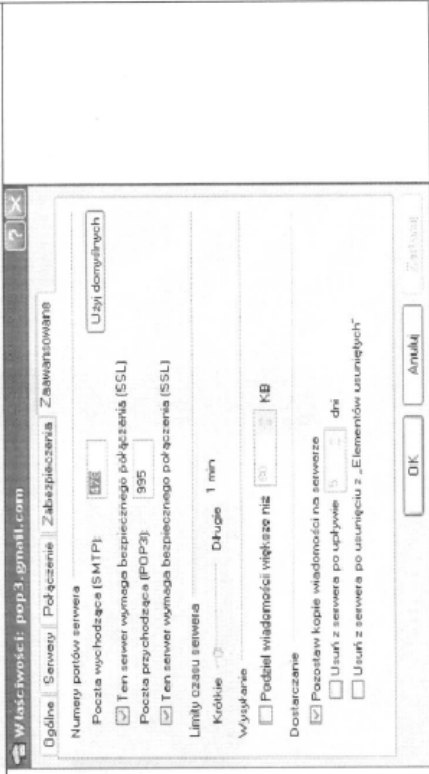 Właściwości: pop3.gmail.com
Ogólne Serwery Połączenie Zabezpieczenia Zaawansowane
Numery portów serwera
Poczta wychodząca (SMTP):
Użyj domyślnych
Ten serwer wymaga bezpiecznego połączenia (SSL)
Poczta przychodząca (POP3): 995
Ten serwer wymaga bezpiecznego połączenia (SSL)
Limity czasu serwera
Krótkie Długie 1 min
Wysyłanie
Podziel wiadomości większe niż KB
Dostarczanie
Pozostaw kopie wiadomości na serwerze
Usuń z serwera po upływie 5 dni
Usuń z serwera po usunięciu z „Elementów usuniętych”
OK Anuluj Zastosuj